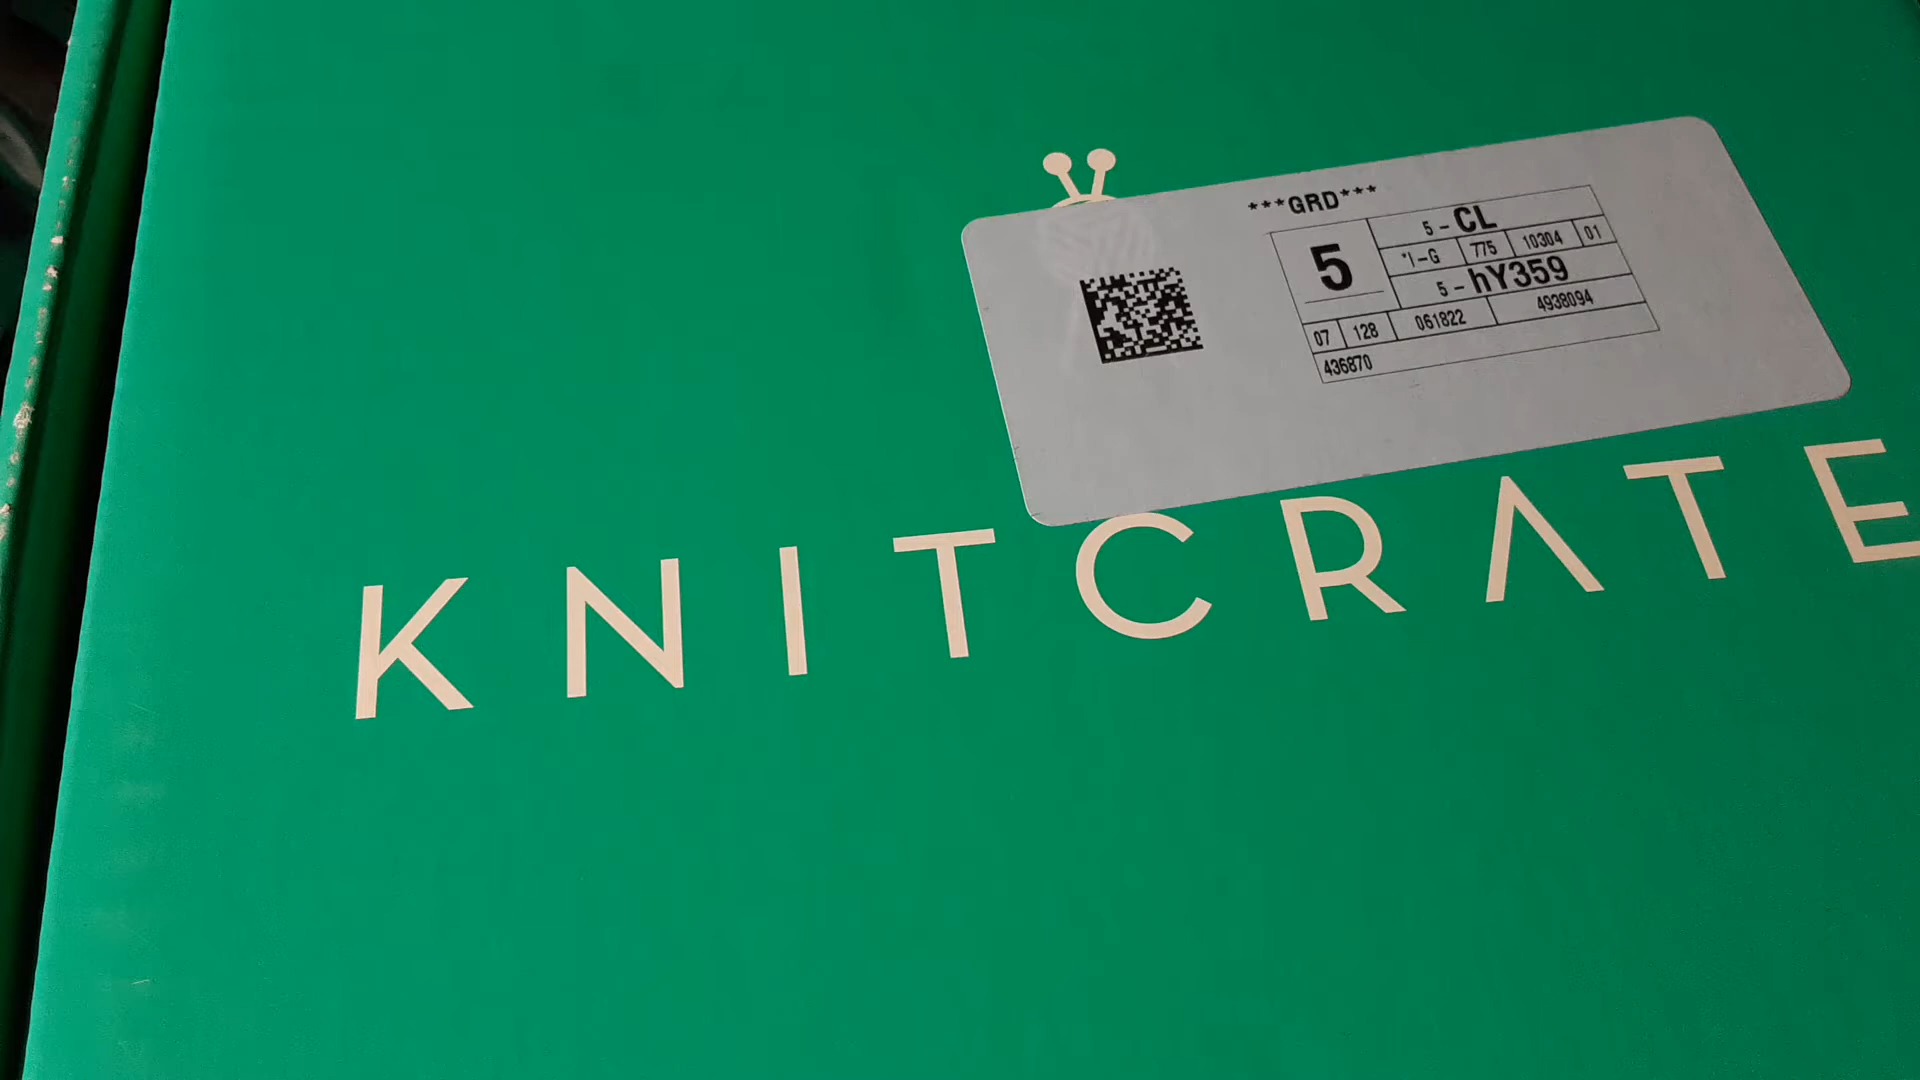 ***GRD***
5
5 - CL
*I-G 775 10304 01
5 - hY359
07 128 061822 4938094
436870
KNITCRATE